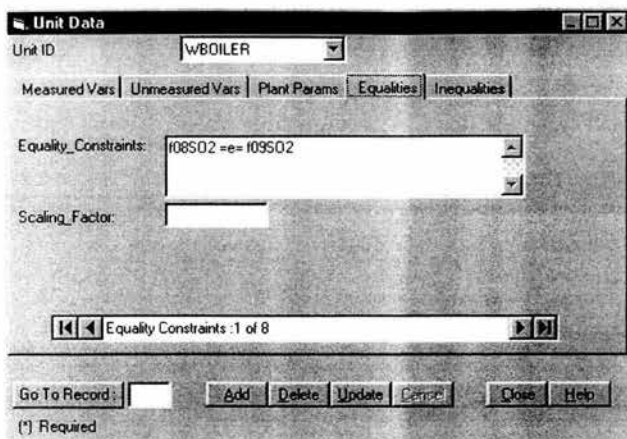 Unit Data
Unit ID WBOILER
Measured Vars Unmeasured Vars Plant Params Equalities Inequalities
Equality_Constraints: f08SO2 =e= f09SO2
Scaling_Factor:
Equality Constraints :1 of 8
Go To Record : Add Delete Update Cancel Close Help
(*) Required